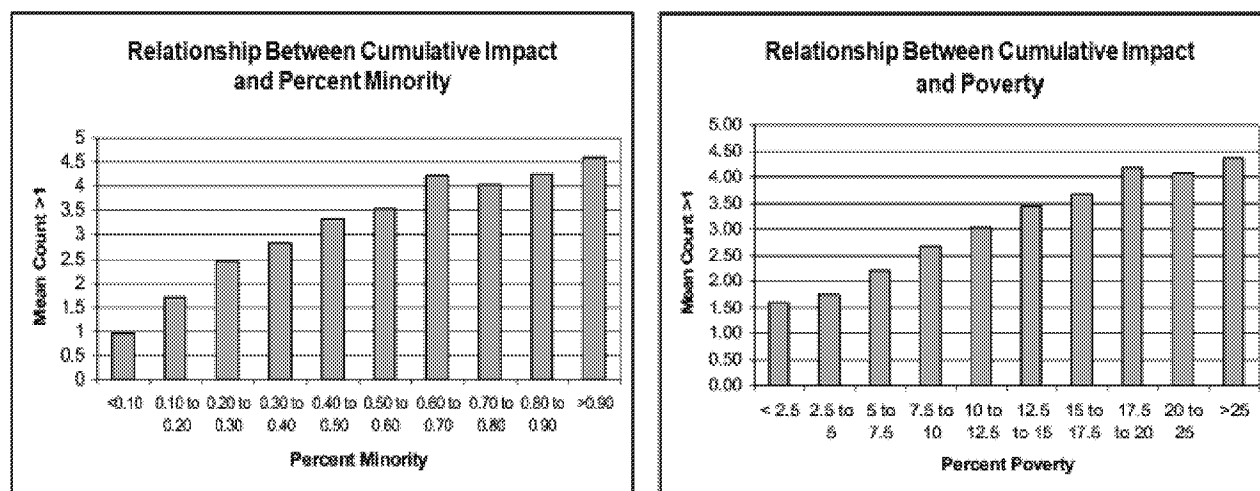 Relationship Between Cumulative Impact
and Percent Minority
Mean Count >1
5
4.5
4
3.5
3
2.5
2
1.5
1
0.5
0
<0.10 0.10 to 0.20 to 0.30 to 0.40 to 0.50 to 0.60 to 0.70 to 0.80 to >0.90
0.20 0.30 0.40 0.50 0.60 0.70 0.80 0.90
Percent Minority
Relationship Between Cumulative Impact
and Poverty
Mean Count >1
5.00
4.50
4.00
3.50
3.00
2.50
2.00
1.50
1.00
0.50
0.00
< 2.5 2.5 to 5 to 7.5 to 10 to 12.5 15 to 17.5 20 to >25
5 7.5 10 12.5 to 15 17.5 to 20 25
Percent Poverty